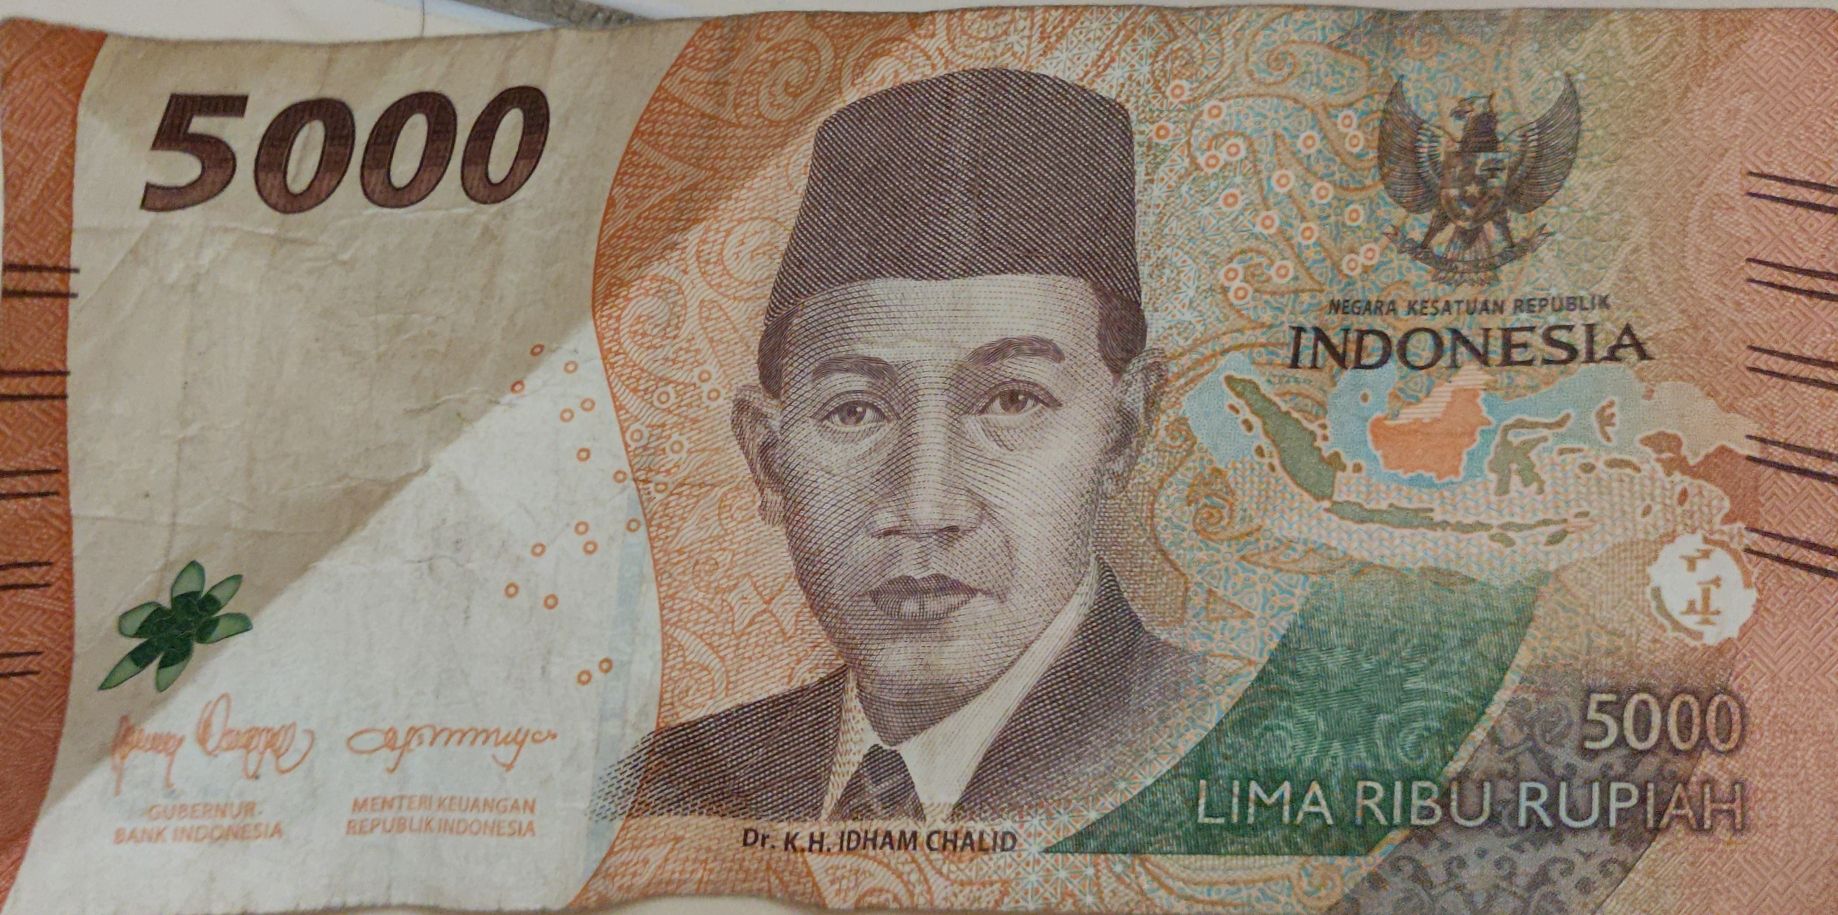 5000
NEGARA KESATUAN REPUBLIK
INDONESIA
GUBERNUR
BANK INDONESIA
MENTERI KEUANGAN
REPUBLIK INDONESIA
Dr. K.H. IDHAM CHALID
5000
LIMA RIBU RUPIAH